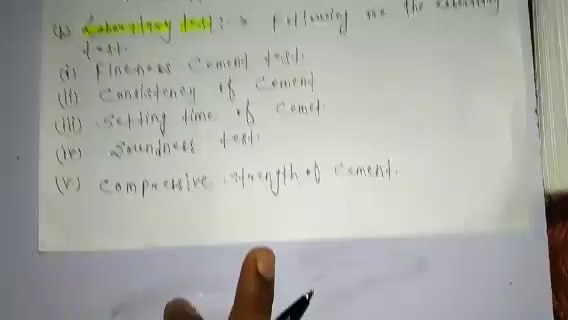 (b) Laboratory test :→ Following are the laboratory
test.
(i) Fineness Cement test.
(ii) Consistency of Cement
(iii) Setting time of Cemet.
(iv) Soundness test.
(v) Compressive strength of Cement.